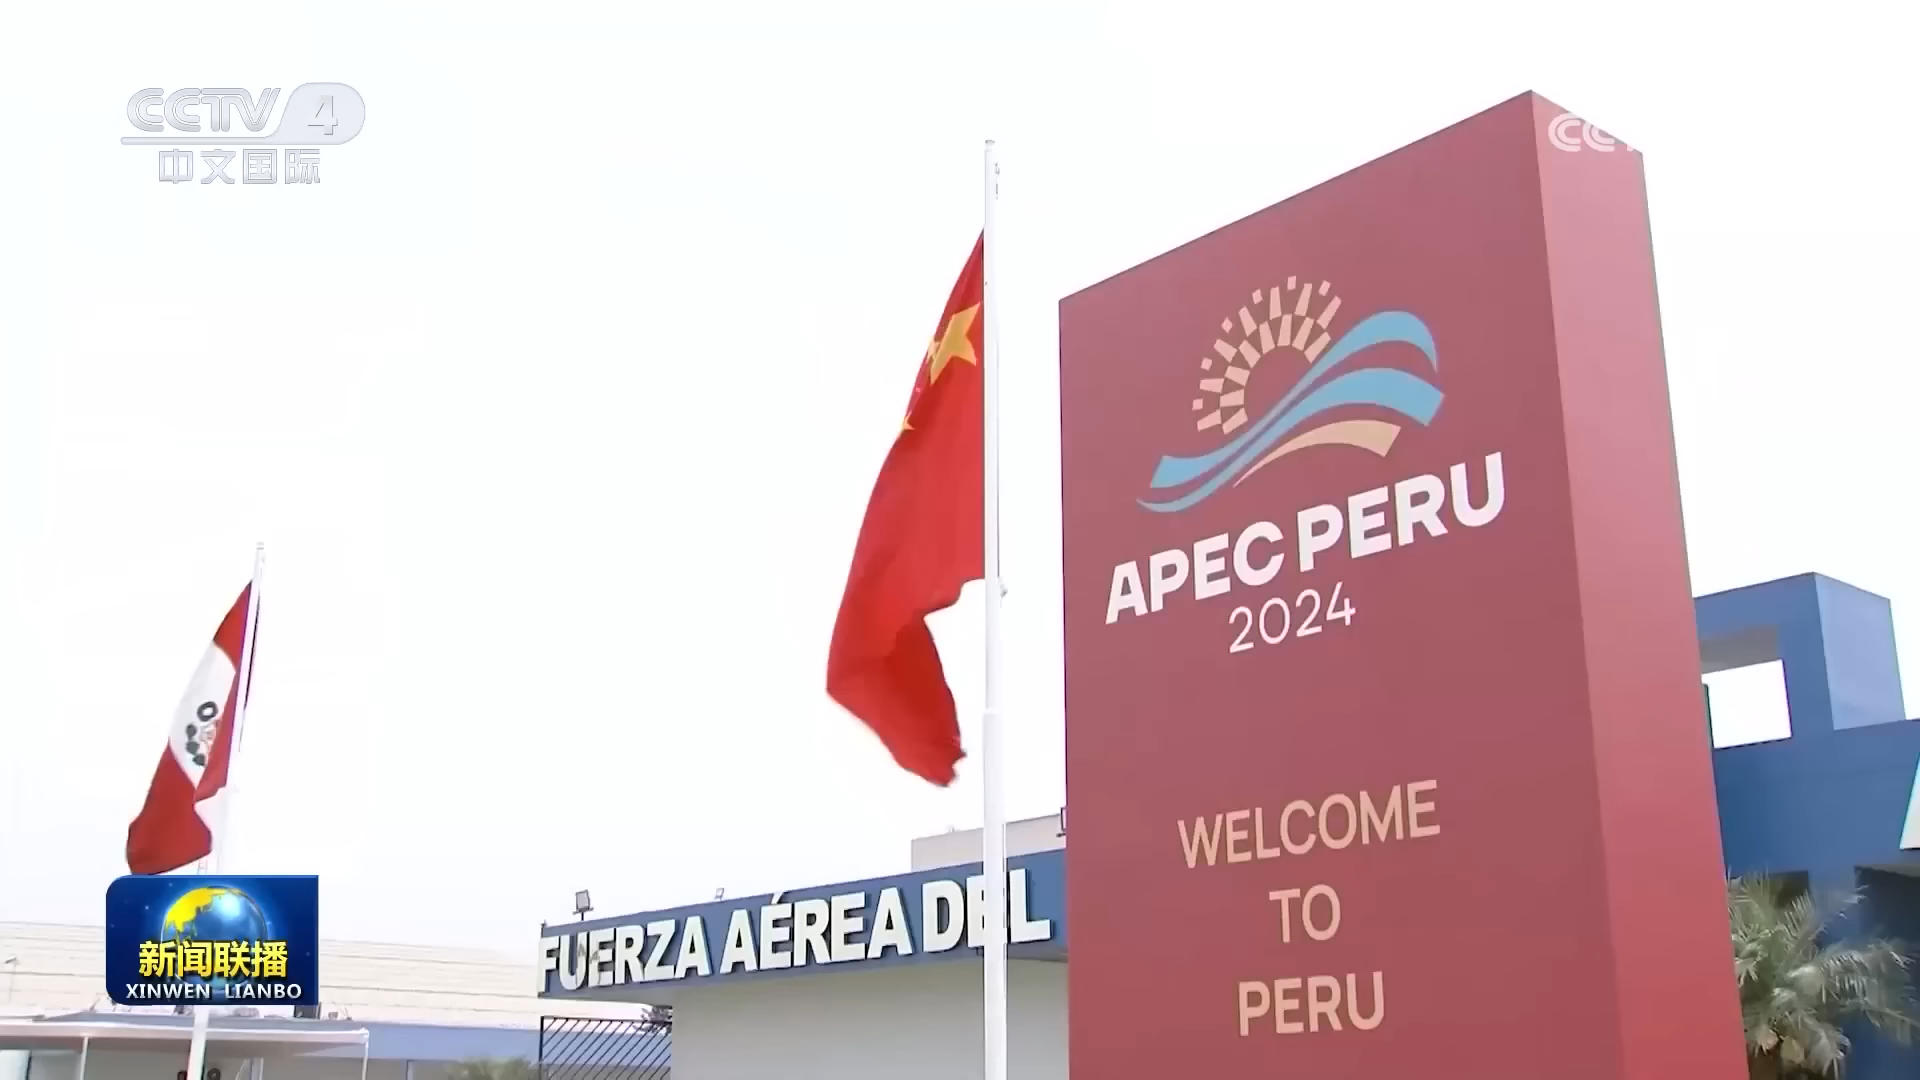 CCTV 4
中文国际
APEC PERU
2024
WELCOME
TO
PERU
FUERZA AÉREA DEL
新闻联播
XINWEN LIANBO